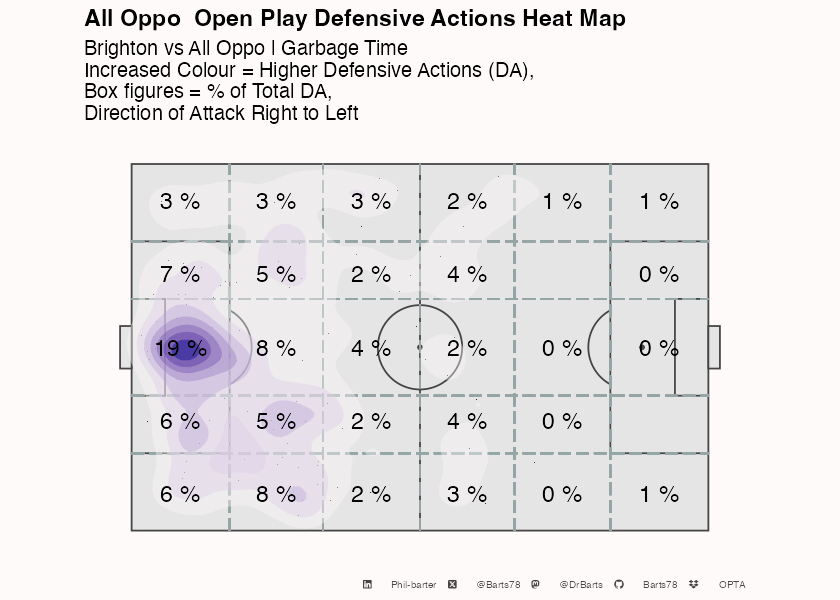 All Oppo  Open Play Defensive Actions Heat Map
Brighton vs All Oppo | Garbage Time
Increased Colour = Higher Defensive Actions (DA),
Box figures = % of Total DA,
Direction of Attack Right to Left
3 % 3 % 3 % 2 % 1 % 1 %
7 % 5 % 2 % 4 % 0 %
19 % 8 % 4 % 2 % 0 % 0 %
6 % 5 % 2 % 4 % 0 %
6 % 8 % 2 % 3 % 0 % 1 %
Phil-barter @Barts78 @DrBarts Barts78 OPTA